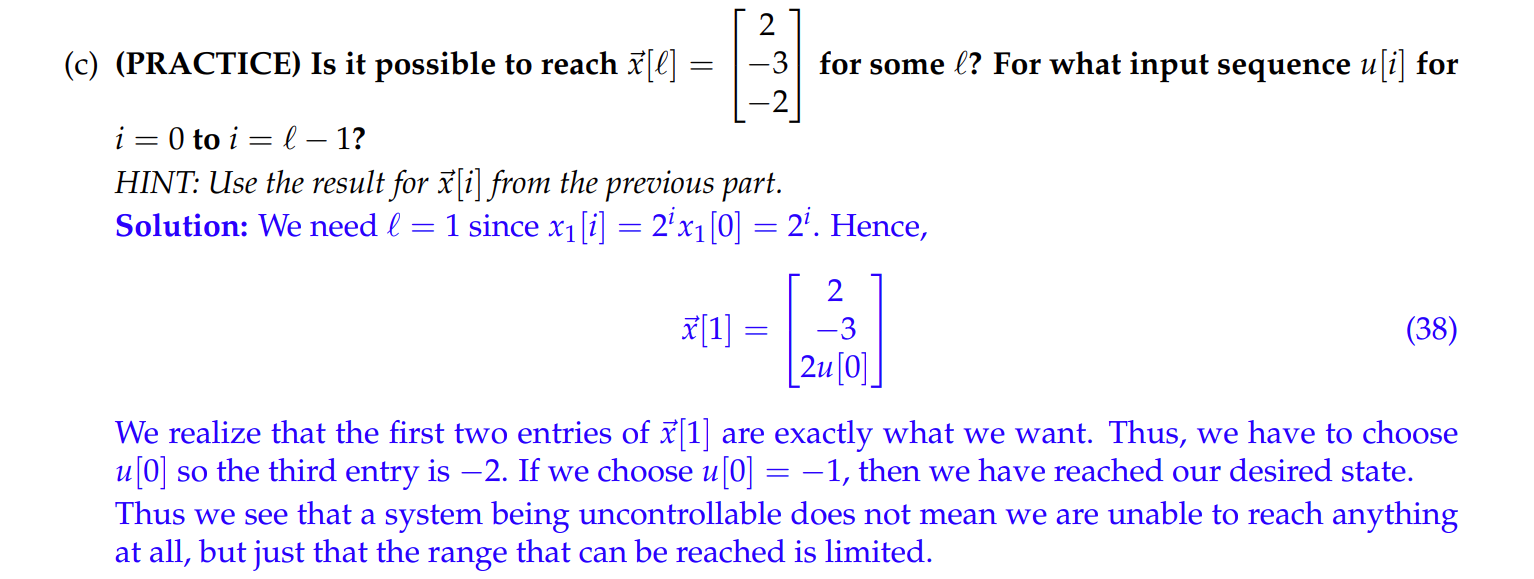 (c) (PRACTICE) Is it possible to reach $\vec{x}[\ell] = \begin{bmatrix} 2 \\ -3 \\ -2 \end{bmatrix}$ for some $\ell$? For what input sequence $u[i]$ for
$i = 0$ to $i = \ell - 1$?
HINT: Use the result for $\vec{x}[i]$ from the previous part.
Solution: We need $\ell = 1$ since $x_1[i] = 2^i x_1[0] = 2^i$. Hence,
$\vec{x}[1] = \begin{bmatrix} 2 \\ -3 \\ 2u[0] \end{bmatrix}$ (38)
We realize that the first two entries of $\vec{x}[1]$ are exactly what we want. Thus, we have to choose
$u[0]$ so the third entry is $-2$. If we choose $u[0] = -1$, then we have reached our desired state.
Thus we see that a system being uncontrollable does not mean we are unable to reach anything
at all, but just that the range that can be reached is limited.